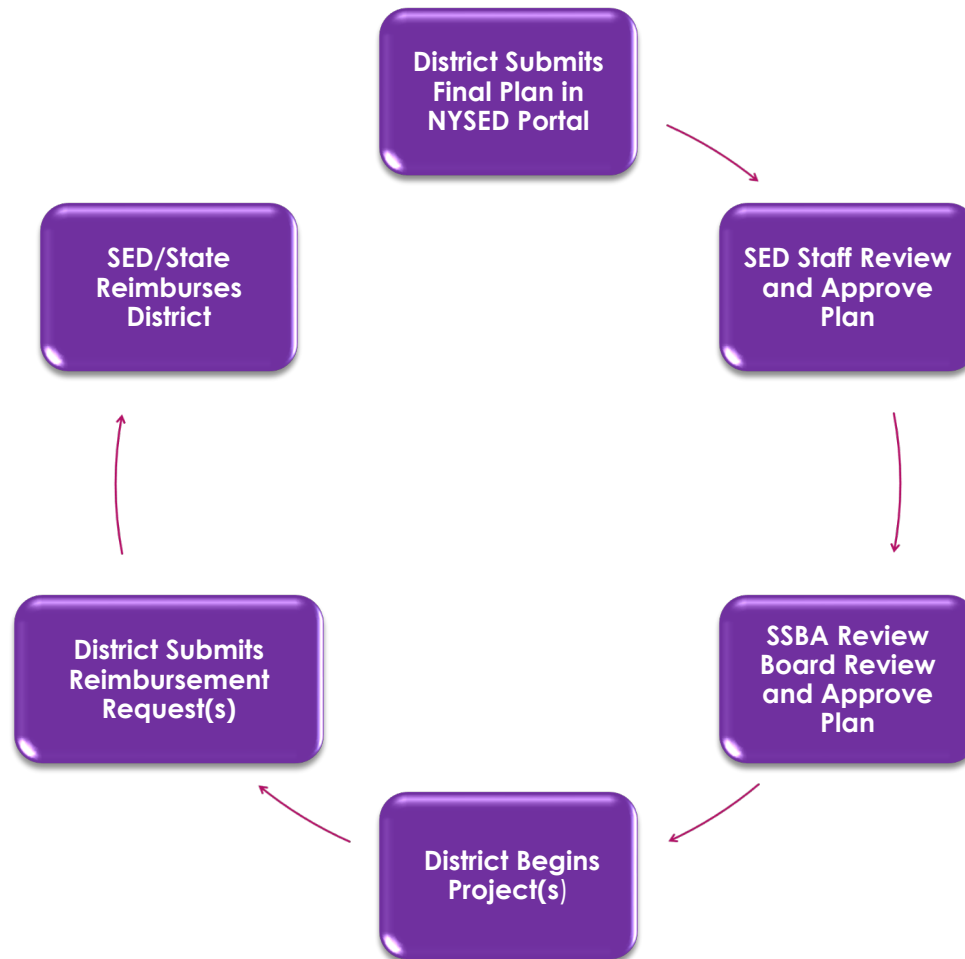 District Submits
Final Plan in
NYSED Portal
SED Staff Review
and Approve
Plan
SSBA Review
Board Review
and Approve
Plan
District Begins
Project(s)
District Submits
Reimbursement
Request(s)
SED/State
Reimburses
District